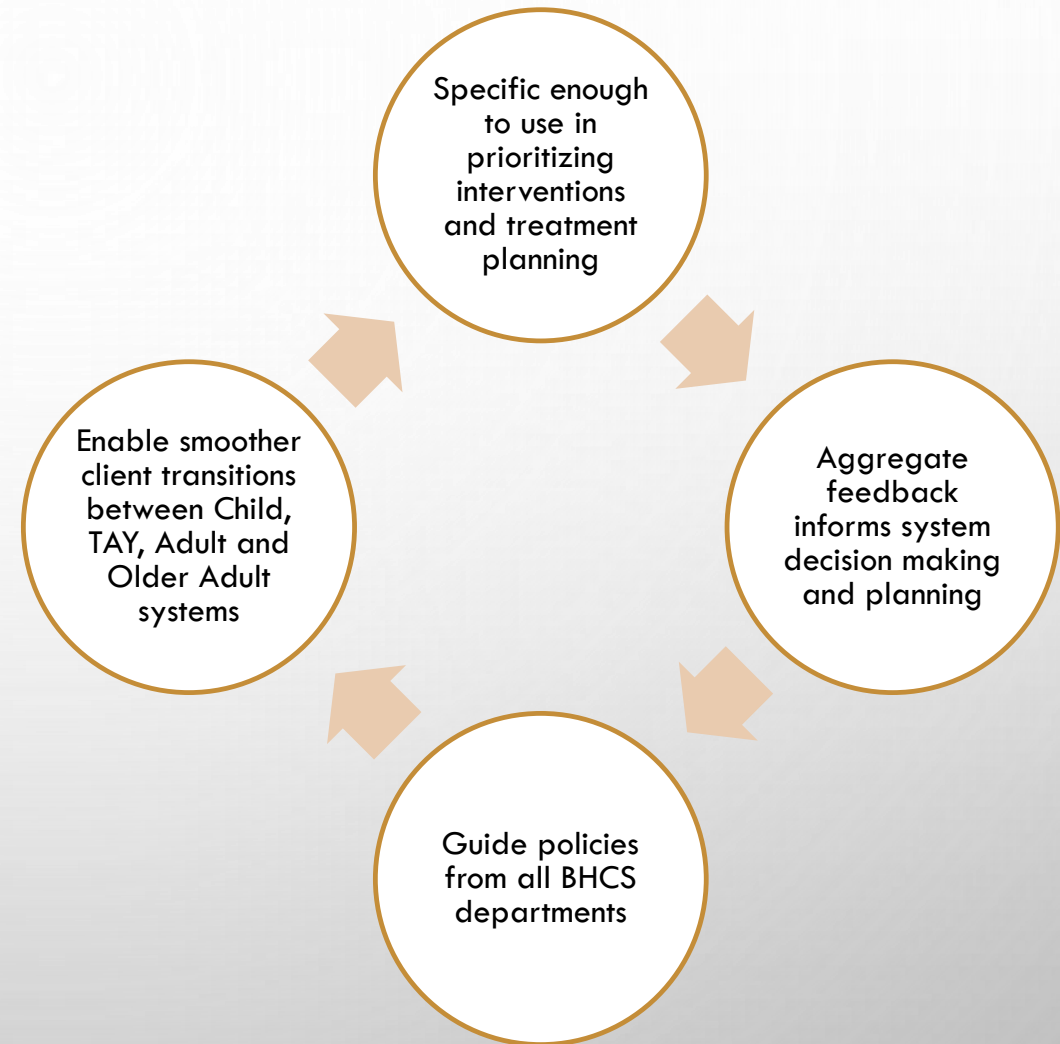 Specific enough
to use in
prioritizing
interventions
and treatment
planning
Aggregate
feedback
informs system
decision making
and planning
Guide policies
from all BHCS
departments
Enable smoother
client transitions
between Child,
TAY, Adult and
Older Adult
systems